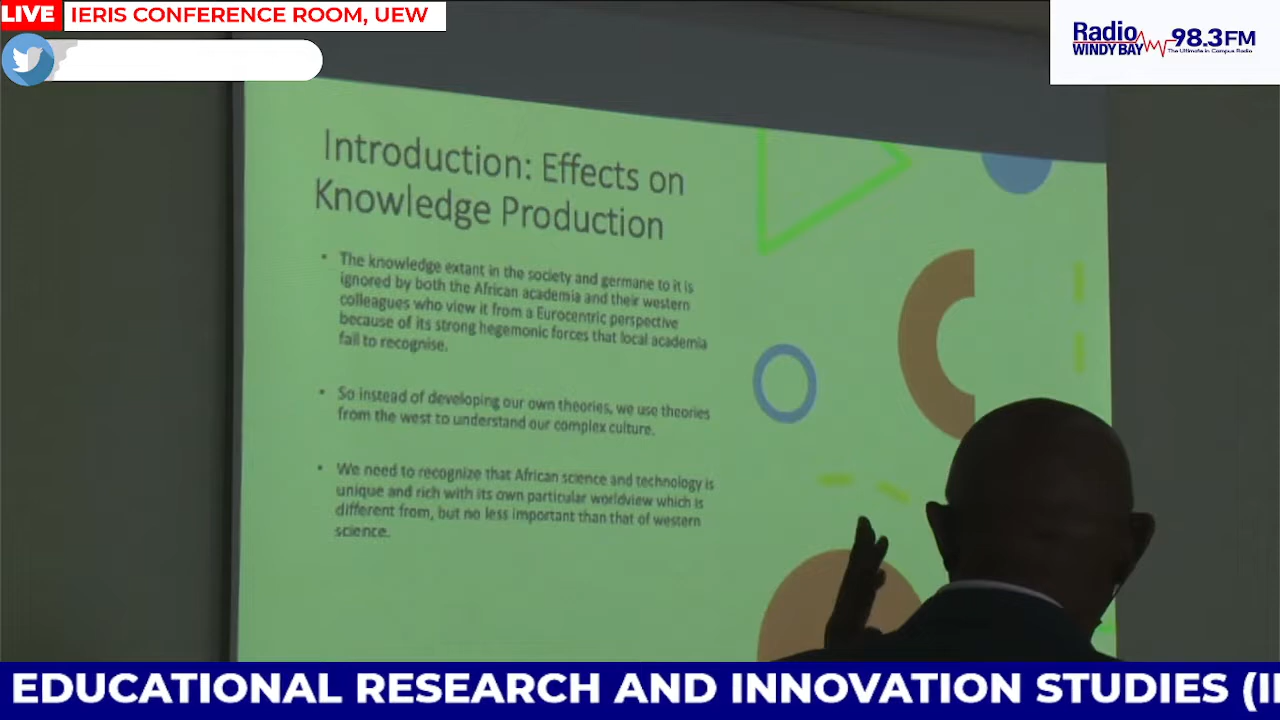 LIVE
IERIS CONFERENCE ROOM, UEW
Radio
WINDY BAY
98.3FM
The Ultimate in Campus Radio
Introduction: Effects on
Knowledge Production
• The knowledge extant in the society and germane to it is
ignored by both the African academia and their western
colleagues who view it from a Eurocentric perspective
because of its strong hegemonic forces that local academia
fail to recognise.
• So instead of developing our own theories, we use theories
from the west to understand our complex culture.
• We need to recognize that African science and technology is
unique and rich with its own particular worldview which is
different from, but no less important than that of western
science.
EDUCATIONAL RESEARCH AND INNOVATION STUDIES (I